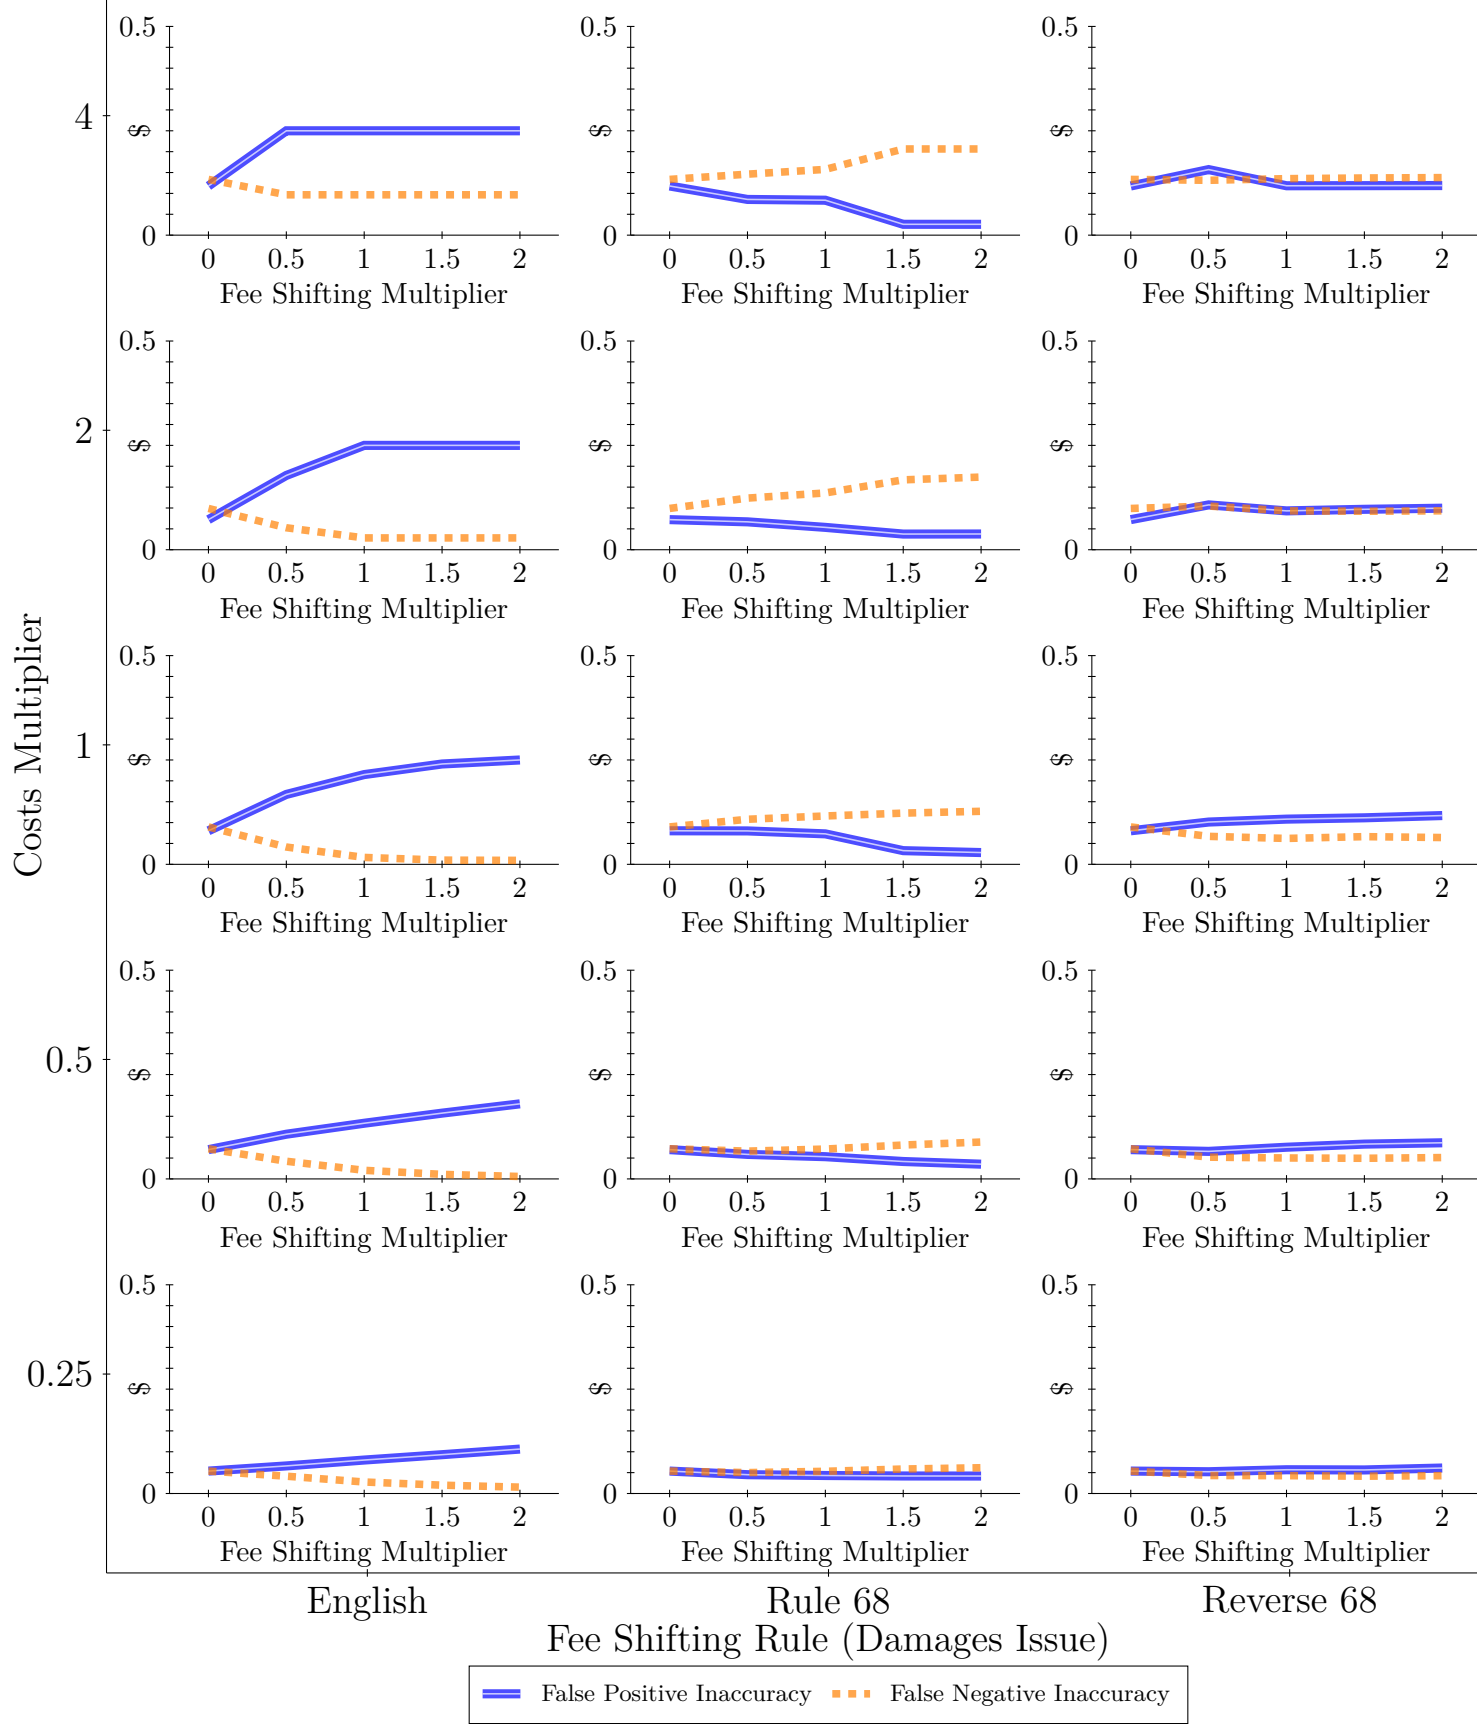 0.5 0.5 0.5
4 $ $ $
0 0 0
0 0.5 1 1.5 2 0 0.5 1 1.5 2 0 0.5 1 1.5 2
Fee Shifting Multiplier Fee Shifting Multiplier Fee Shifting Multiplier
0.5 0.5 0.5
2 $ $ $
0 0 0
0 0.5 1 1.5 2 0 0.5 1 1.5 2 0 0.5 1 1.5 2
Fee Shifting Multiplier Fee Shifting Multiplier Fee Shifting Multiplier
Costs Multiplier
0.5 0.5 0.5
1 $ $ $
0 0 0
0 0.5 1 1.5 2 0 0.5 1 1.5 2 0 0.5 1 1.5 2
Fee Shifting Multiplier Fee Shifting Multiplier Fee Shifting Multiplier
0.5 0.5 0.5
0.5 $ $ $
0 0 0
0 0.5 1 1.5 2 0 0.5 1 1.5 2 0 0.5 1 1.5 2
Fee Shifting Multiplier Fee Shifting Multiplier Fee Shifting Multiplier
0.5 0.5 0.5
0.25 $ $ $
0 0 0
0 0.5 1 1.5 2 0 0.5 1 1.5 2 0 0.5 1 1.5 2
Fee Shifting Multiplier Fee Shifting Multiplier Fee Shifting Multiplier
English Rule 68 Reverse 68
Fee Shifting Rule (Damages Issue)
False Positive Inaccuracy False Negative Inaccuracy